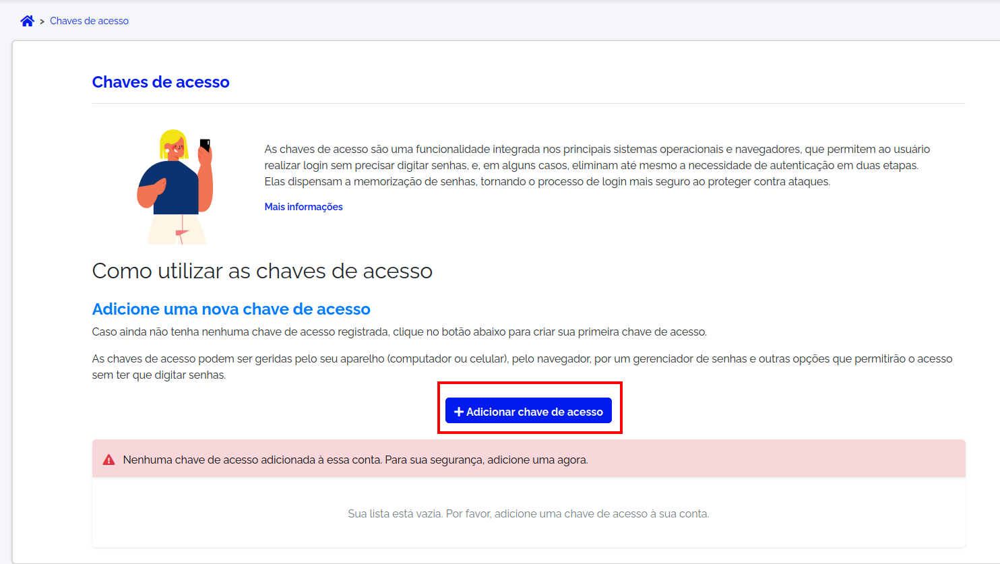 > Chaves de acesso
Chaves de acesso
As chaves de acesso são uma funcionalidade integrada nos principais sistemas operacionais e navegadores, que permitem ao usuário
realizar login sem precisar digitar senhas, e, em alguns casos, eliminam até mesmo a necessidade de autenticação em duas etapas.
Elas dispensam a memorização de senhas, tornando o processo de login mais seguro ao proteger contra ataques.
Mais informações
Como utilizar as chaves de acesso
Adicione uma nova chave de acesso
Caso ainda não tenha nenhuma chave de acesso registrada, clique no botão abaixo para criar sua primeira chave de acesso.
As chaves de acesso podem ser geridas pelo seu aparelho (computador ou celular), pelo navegador, por um gerenciador de senhas e outras opções que permitirão o acesso
sem ter que digitar senhas.
+ Adicionar chave de acesso
Nenhuma chave de acesso adicionada à essa conta. Para sua segurança, adicione uma agora.
Sua lista está vazia. Por favor, adicione uma chave de acesso à sua conta.